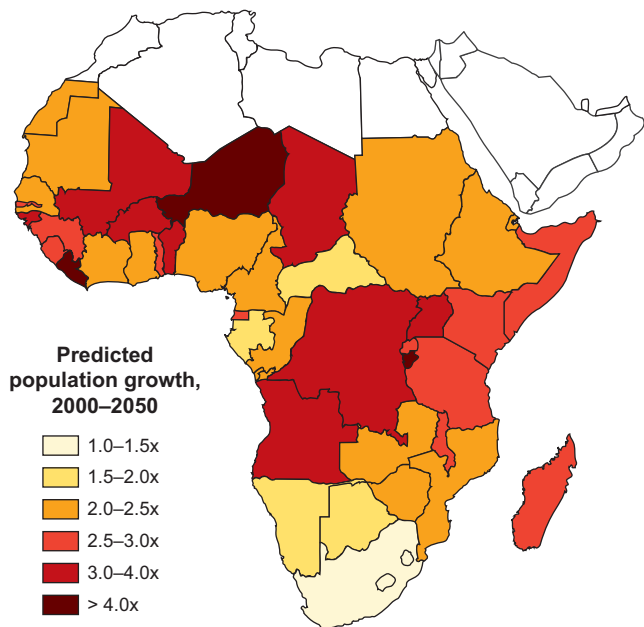 Predicted
population growth,
2000–2050
1.0–1.5x
1.5–2.0x
2.0–2.5x
2.5–3.0x
3.0–4.0x
> 4.0x